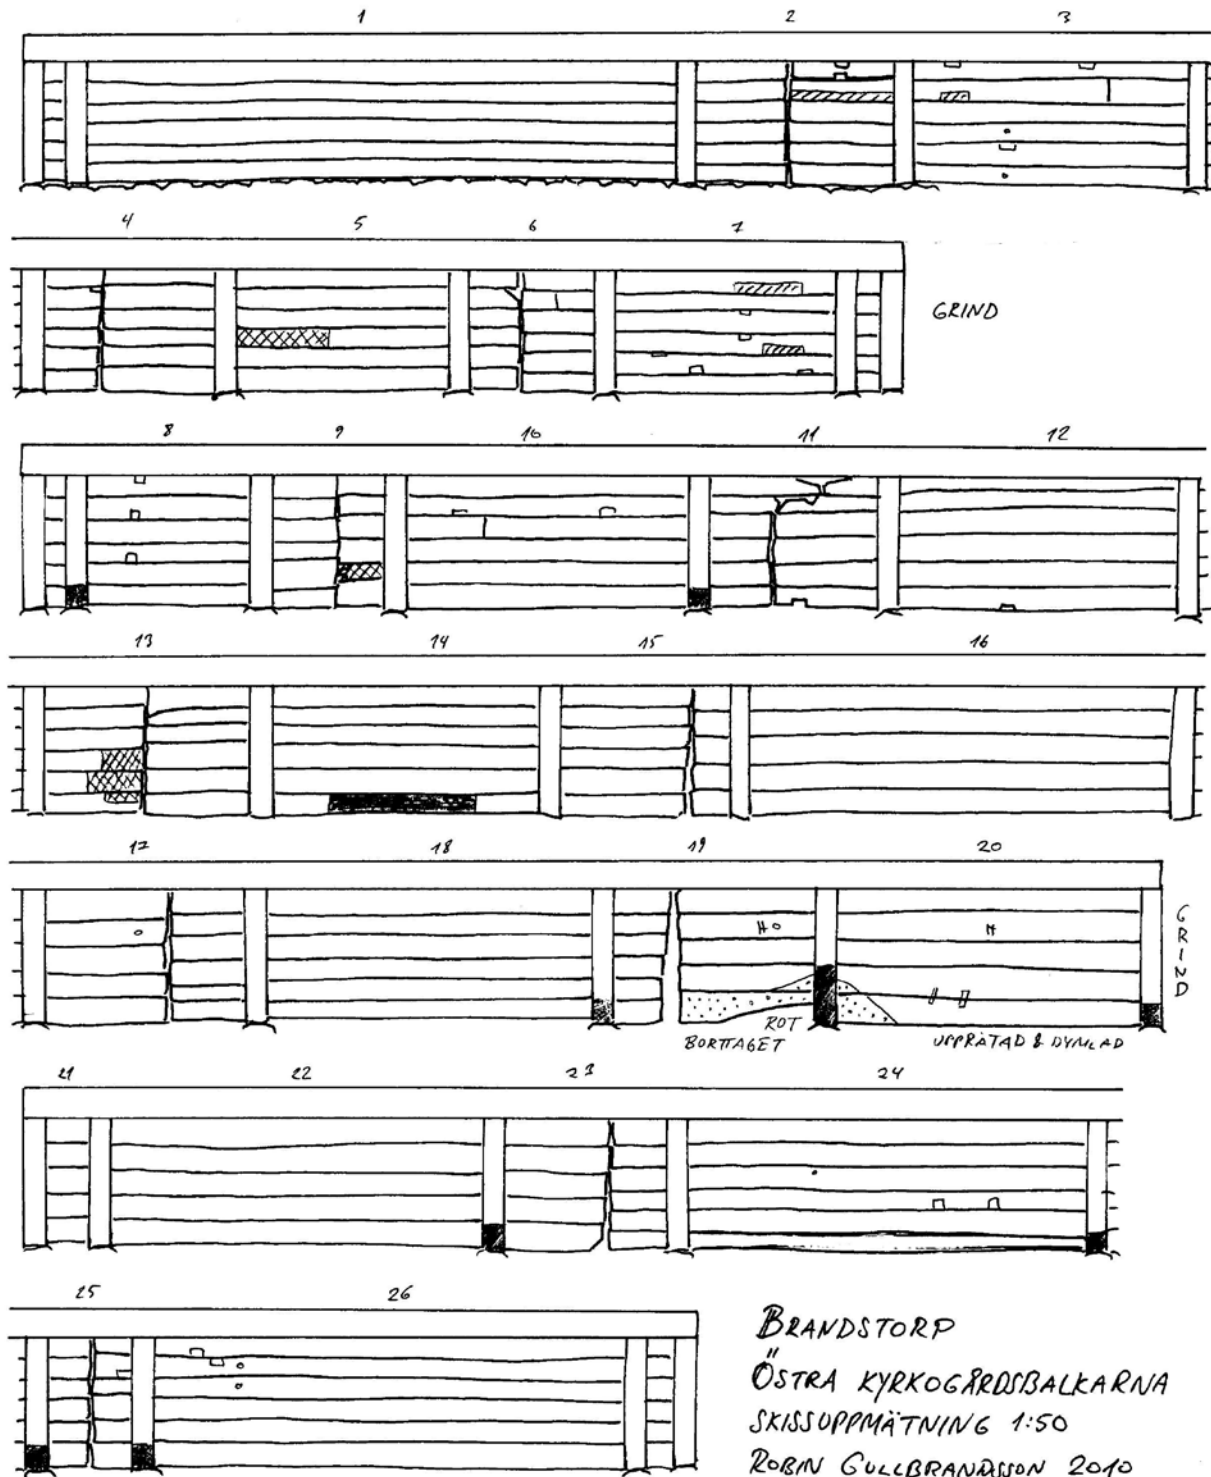 1 2 3
4 5 6 7
GRIND
8 9 10 11 12
13 14 15 16
17 18 19 20
GRIND
ROT
BORTTAGET
UPPRÄTAD & DYMLAD
21 22 23 24
25 26
BRANDSTORP
ÖSTRA KYRKOGÅRDSBALKARNA
SKISSUPPMÄTNING 1:50
ROBIN GULLBRANDSSON 2010